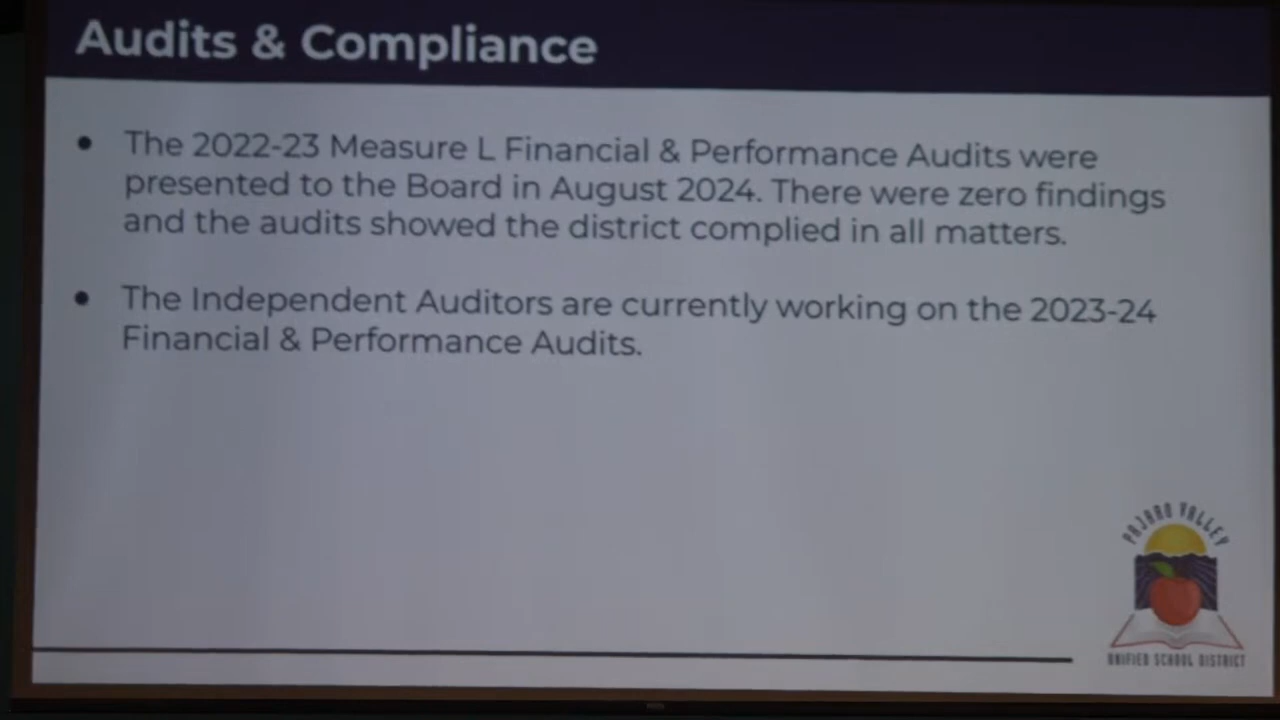 Audits & Compliance
• The 2022-23 Measure L Financial & Performance Audits were
presented to the Board in August 2024. There were zero findings
and the audits showed the district complied in all matters.
• The Independent Auditors are currently working on the 2023-24
Financial & Performance Audits.
PAJARO VALLEY
UNIFIED SCHOOL DISTRICT